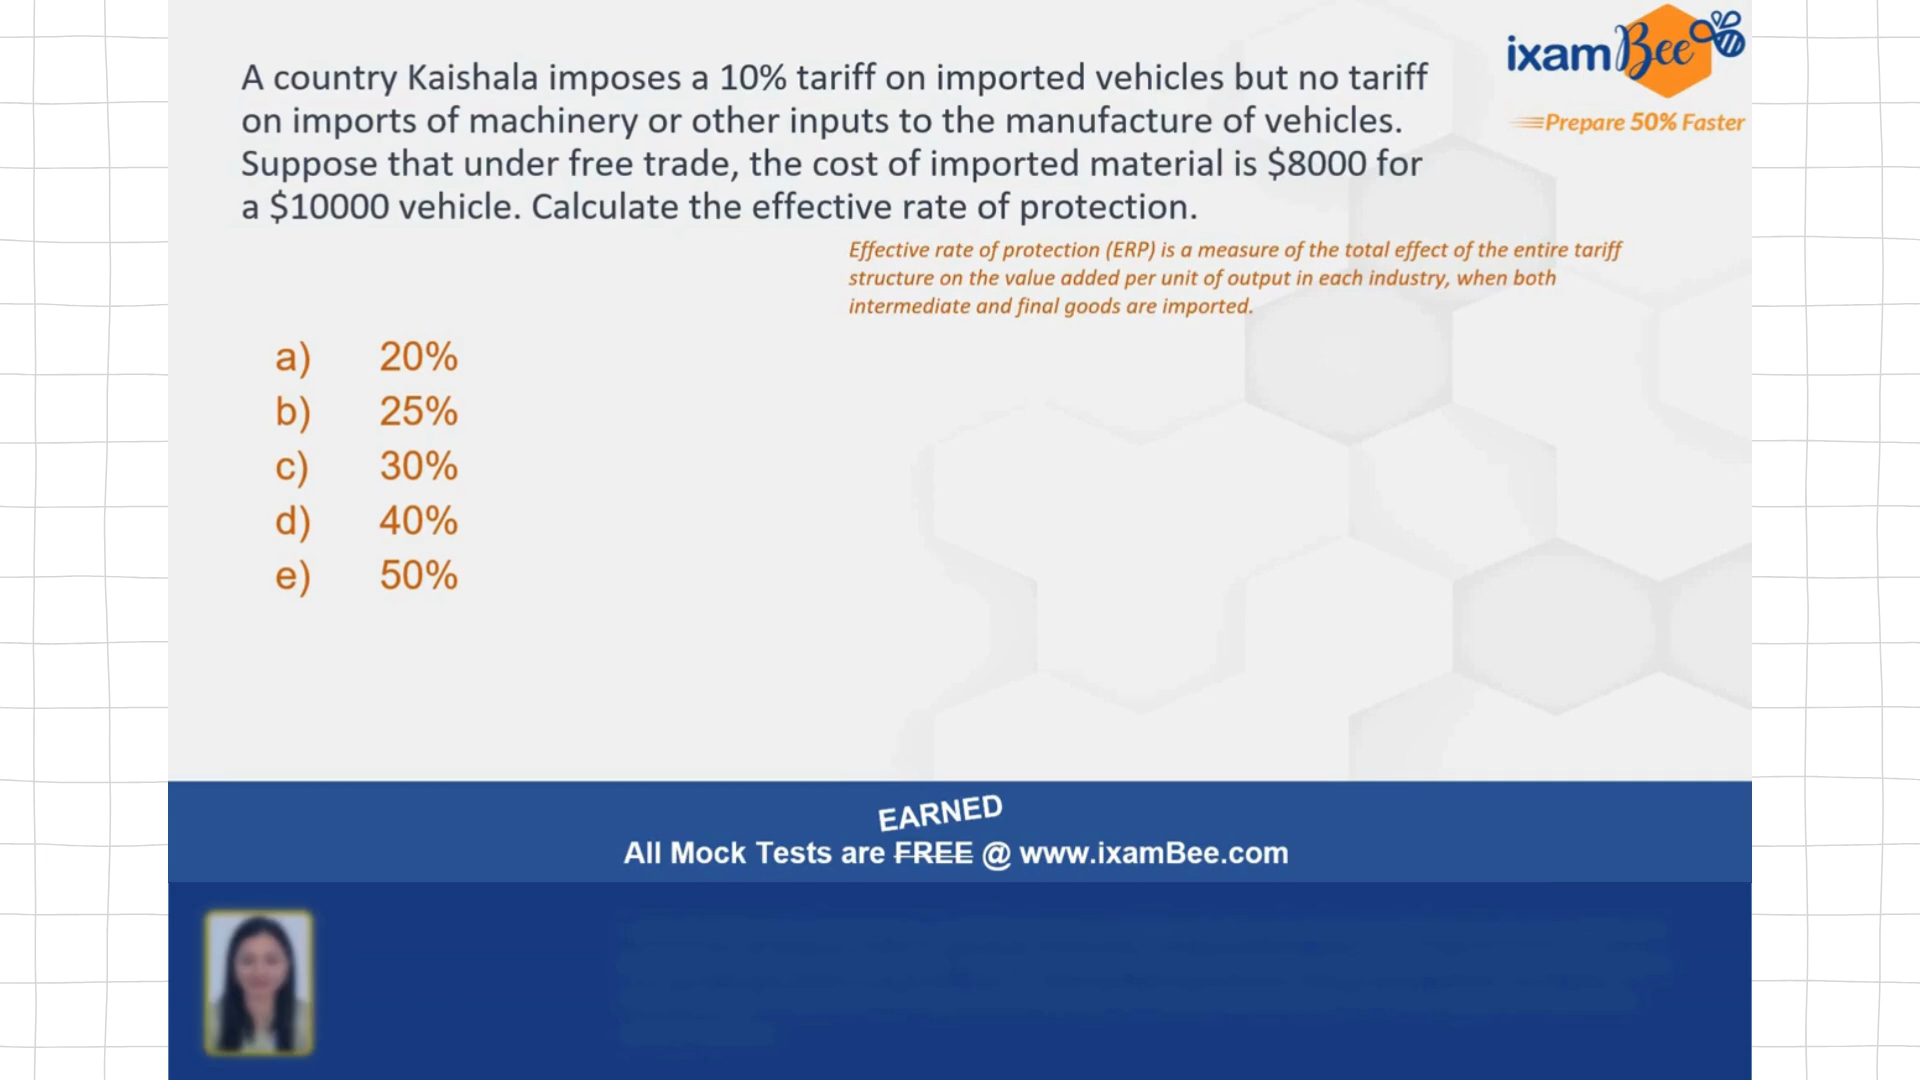 ixamBee
Prepare 50% Faster
A country Kaishala imposes a 10% tariff on imported vehicles but no tariff
on imports of machinery or other inputs to the manufacture of vehicles.
Suppose that under free trade, the cost of imported material is $8000 for
a $10000 vehicle. Calculate the effective rate of protection.
Effective rate of protection (ERP) is a measure of the total effect of the entire tariff
structure on the value added per unit of output in each industry, when both
intermediate and final goods are imported.
a) 20%
b) 25%
c) 30%
d) 40%
e) 50%
EARNED
All Mock Tests are FREE @ www.ixamBee.com